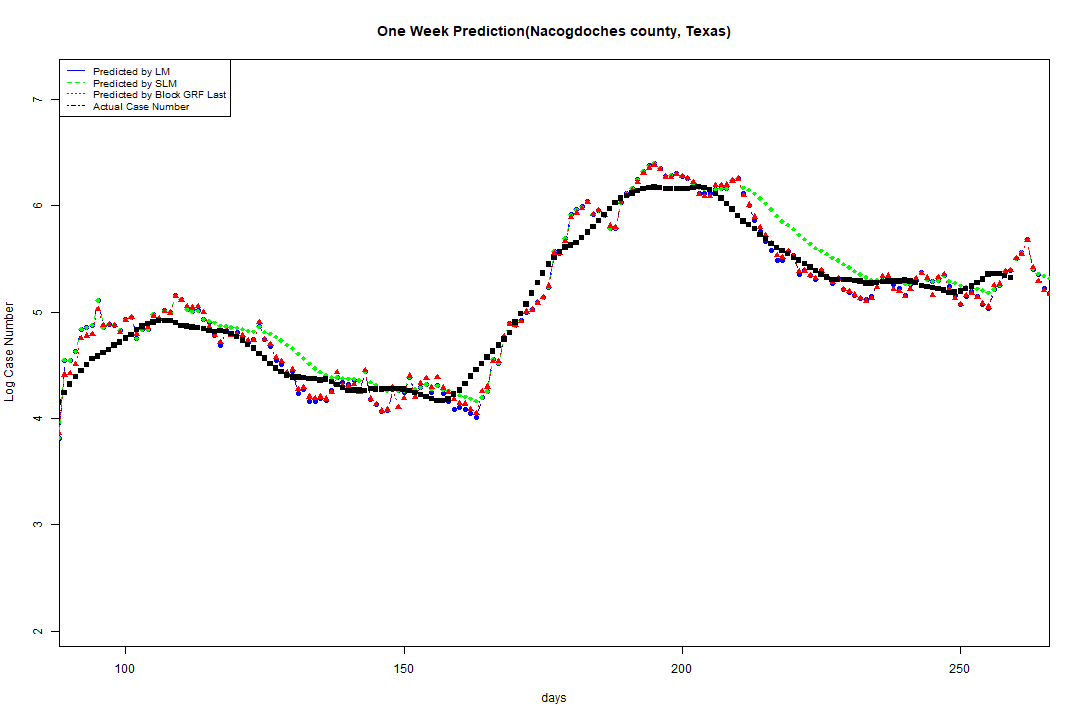 One Week Prediction(Nacogdoches county, Texas)
Predicted by LM
Predicted by SLM
Predicted by Block GRF Last
Actual Case Number
7
6
5
4
3
2
Log Case Number
100
150
200
250
days